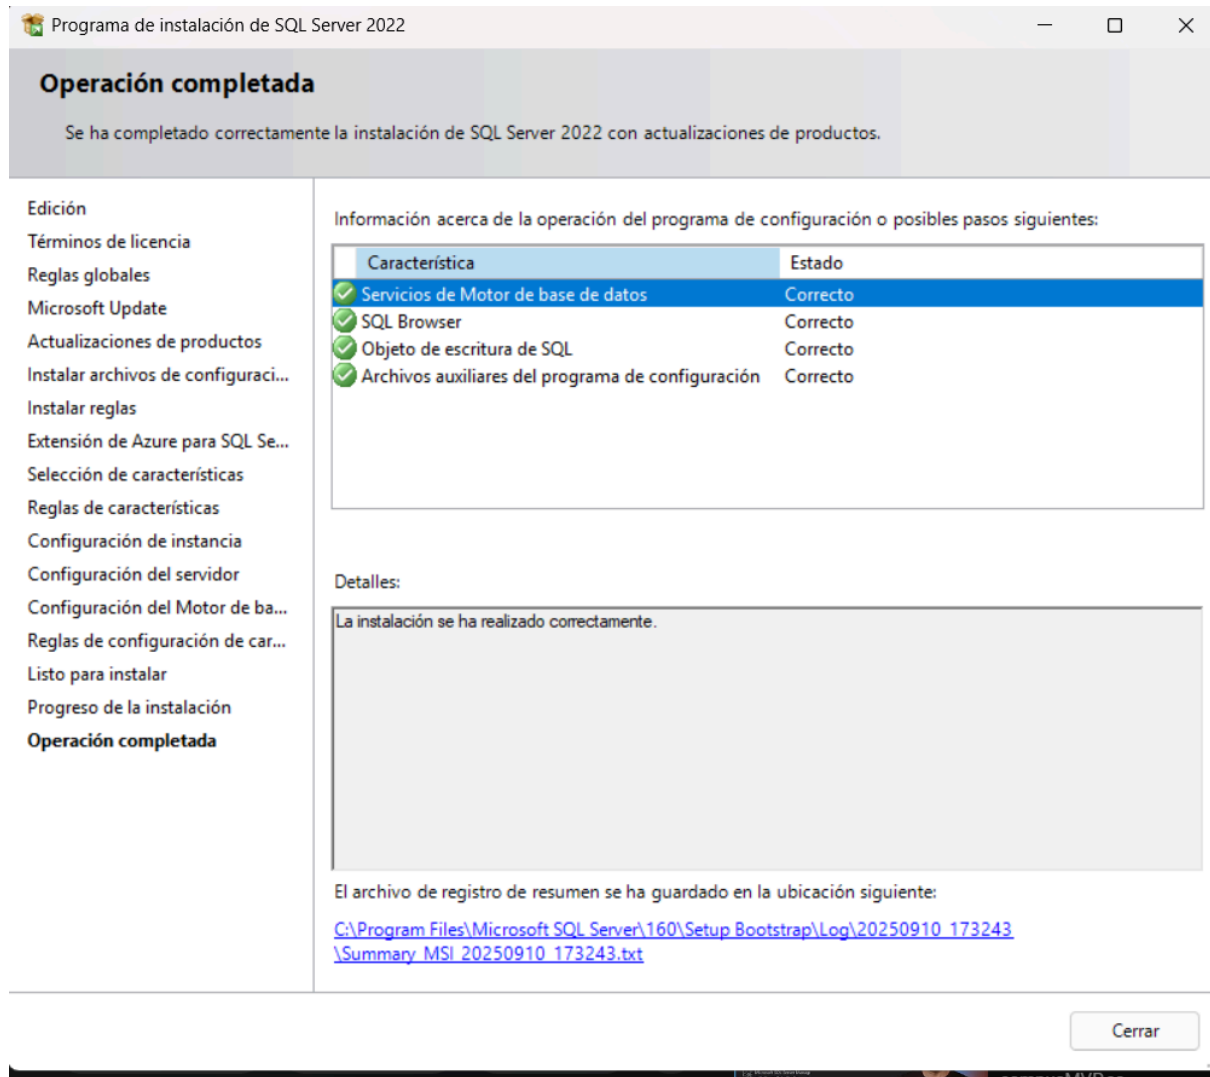 Programa de instalación de SQL Server 2022
Operación completada
Se ha completado correctamente la instalación de SQL Server 2022 con actualizaciones de productos.
Edición
Términos de licencia
Reglas globales
Microsoft Update
Actualizaciones de productos
Instalar archivos de configuraci...
Instalar reglas
Extensión de Azure para SQL Se...
Selección de características
Reglas de características
Configuración de instancia
Configuración del servidor
Configuración del Motor de ba...
Reglas de configuración de car...
Listo para instalar
Progreso de la instalación
Operación completada
Información acerca de la operación del programa de configuración o posibles pasos siguientes:
Característica Estado
Servicios de Motor de base de datos Correcto
SQL Browser Correcto
Objeto de escritura de SQL Correcto
Archivos auxiliares del programa de configuración Correcto
Detalles:
La instalación se ha realizado correctamente.
El archivo de registro de resumen se ha guardado en la ubicación siguiente:
C:\Program Files\Microsoft SQL Server\160\Setup Bootstrap\Log\20250910_173243
\Summary_MSI_20250910_173243.txt
Cerrar